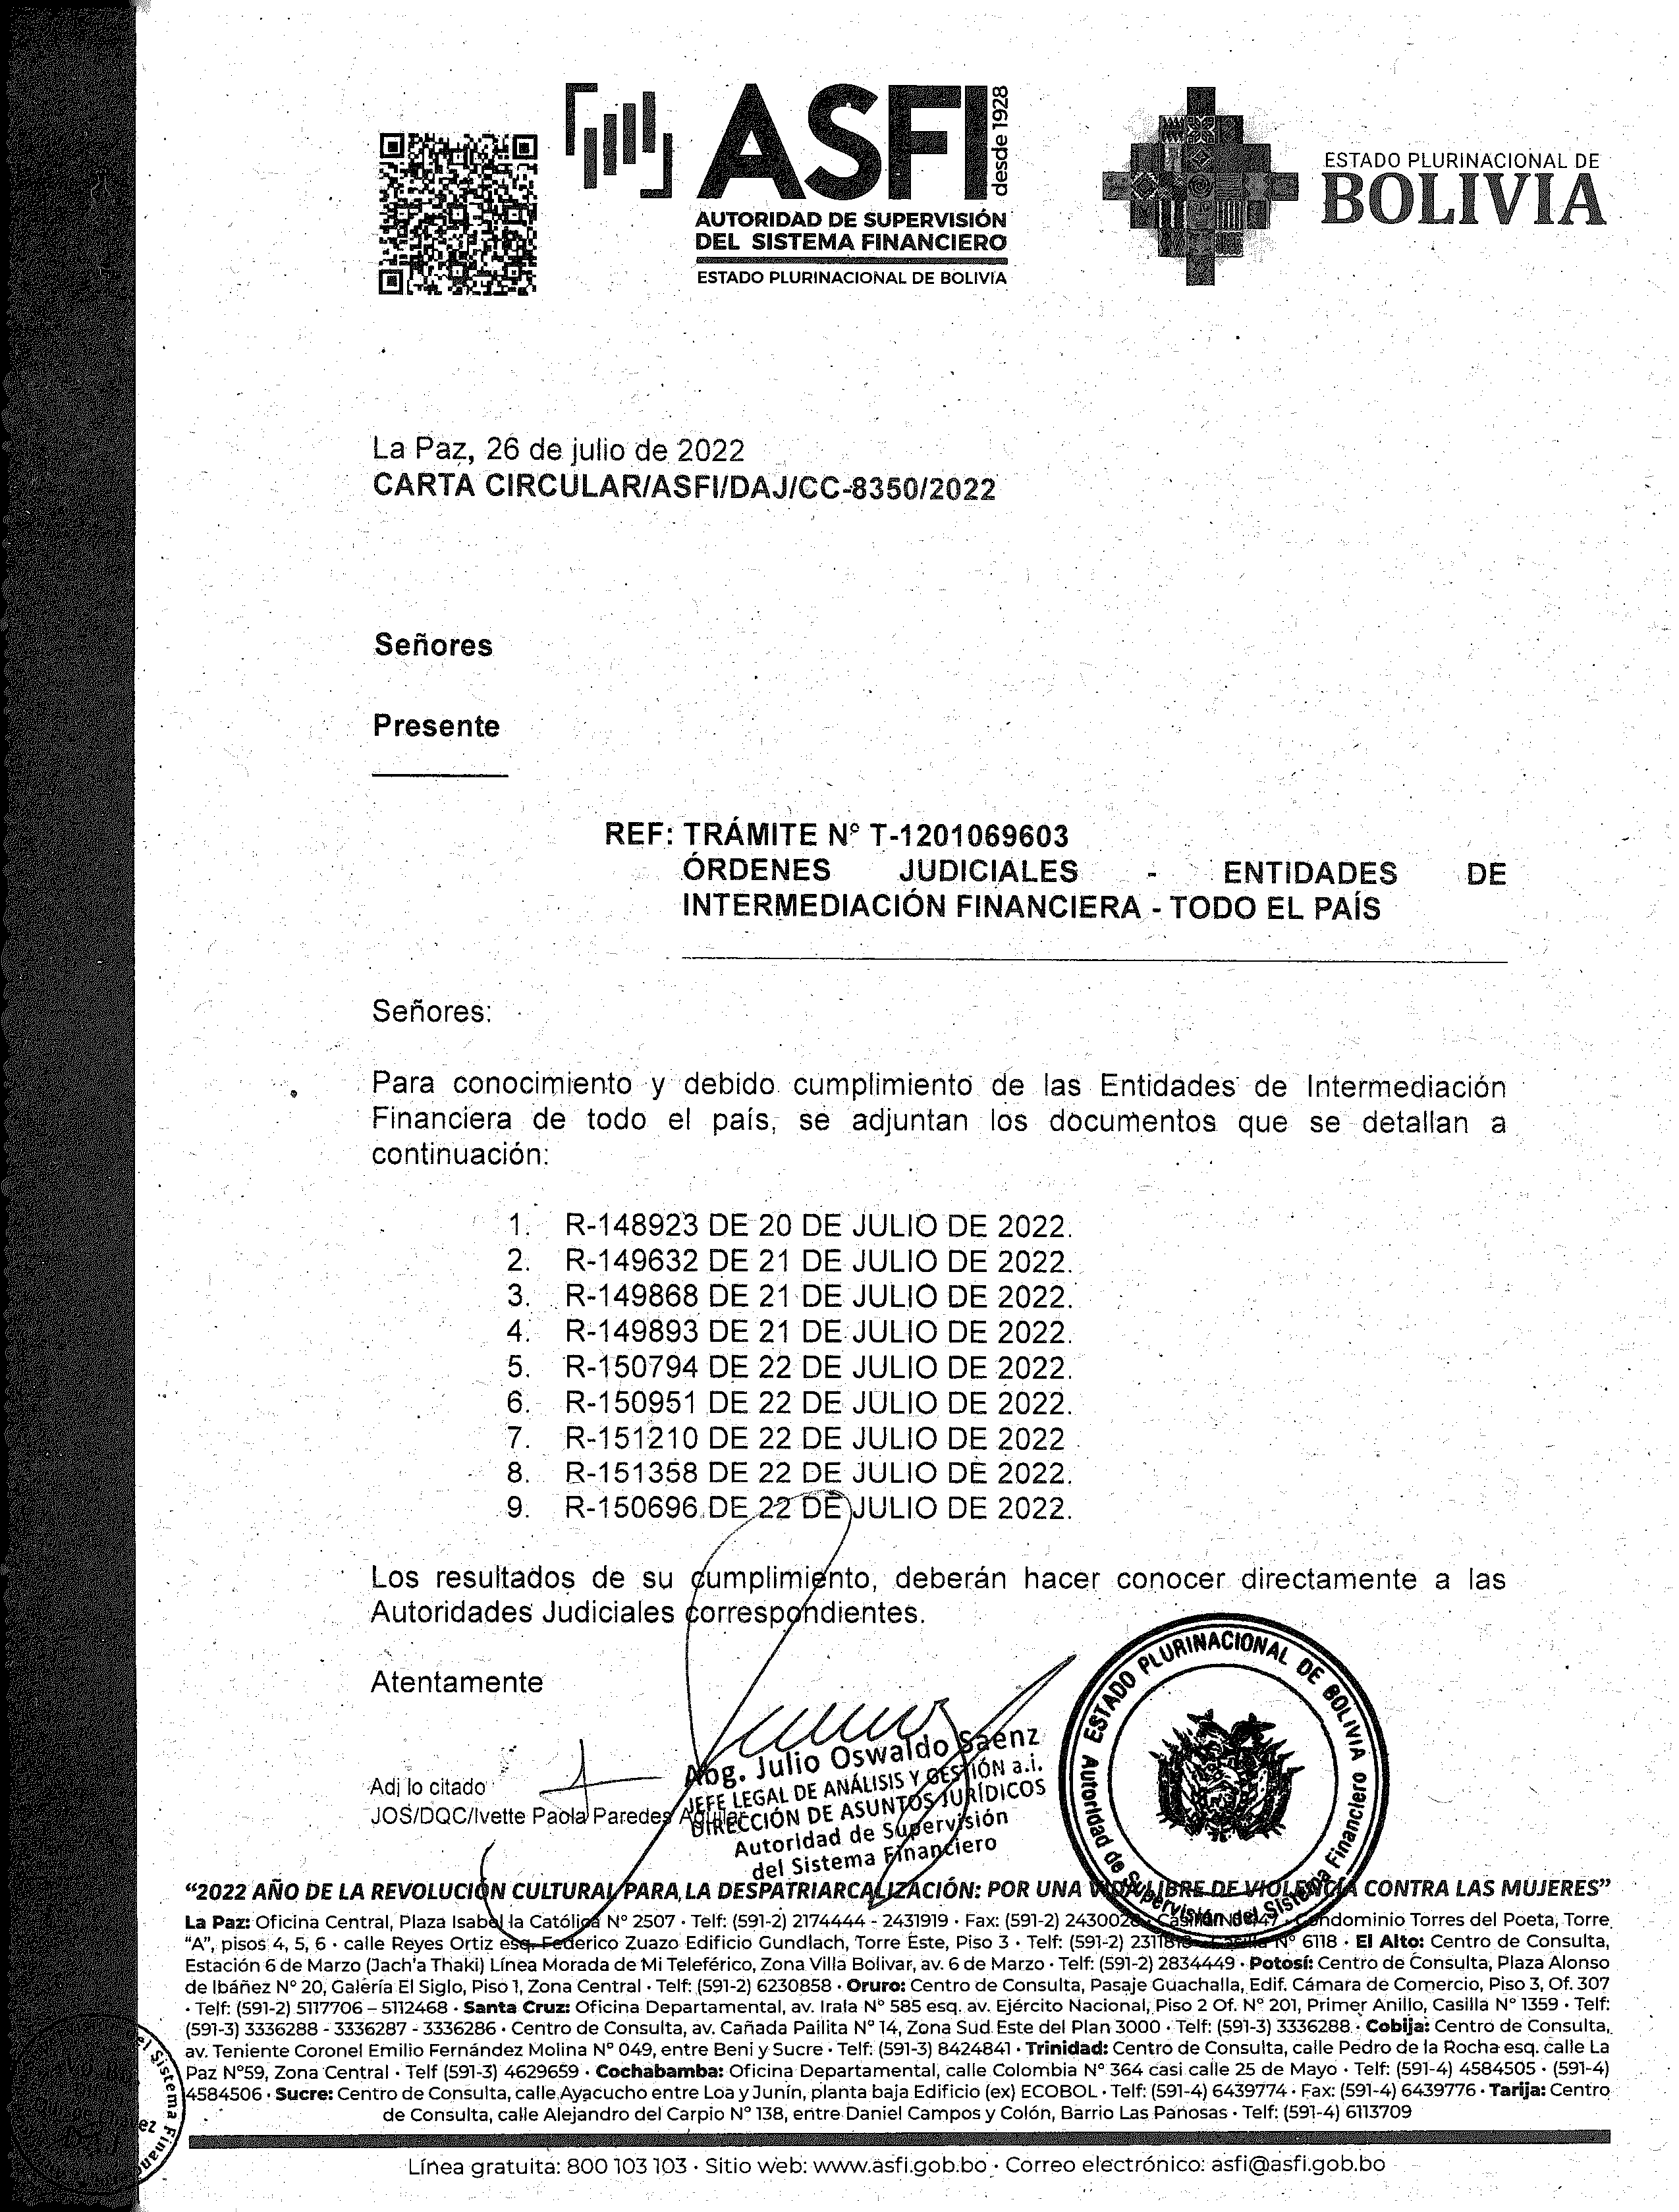 ASFI
desde 1928
AUTORIDAD DE SUPERVISIÓN
DEL SISTEMA FINANCIERO
ESTADO PLURINACIONAL DE BOLIVIA
ESTADO PLURINACIONAL DE
BOLIVIA
La Paz, 26 de julio de 2022
CARTA CIRCULAR/ASFI/DAJ/CC-8350/2022
Señores
Presente
REF: TRÁMITE Nº T-1201069603
ÓRDENES JUDICIALES - ENTIDADES DE
INTERMEDIACIÓN FINANCIERA - TODO EL PAÍS
Señores:
Para conocimiento y debido cumplimiento de las Entidades de Intermediación
Financiera de todo el país, se adjuntan los documentos que se detallan a
continuación:
1. R-148923 DE 20 DE JULIO DE 2022.
2. R-149632 DE 21 DE JULIO DE 2022.
3. R-149868 DE 21 DE JULIO DE 2022.
4. R-149893 DE 21 DE JULIO DE 2022.
5. R-150794 DE 22 DE JULIO DE 2022.
6. R-150951 DE 22 DE JULIO DE 2022.
7. R-151210 DE 22 DE JULIO DE 2022
8. R-151358 DE 22 DE JULIO DE 2022.
9. R-150696 DE 22 DE JULIO DE 2022.
Los resultados de su cumplimiento, deberán hacer conocer directamente a las
Autoridades Judiciales correspondientes.
Atentamente
Abg. Julio Oswaldo Saenz
JEFE LEGAL DE ANÁLISIS Y GESTIÓN a.i.
DIRECCIÓN DE ASUNTOS JURÍDICOS
Autoridad de Supervisión
del Sistema Financiero
ESTADO PLURINACIONAL DE BOLIVIA
Autoridad de Supervisión del Sistema Financiero
Adj lo citado
JOS/DQC/Ivette Paola Paredes Aguilar
“2022 AÑO DE LA REVOLUCIÓN CULTURAL PARA LA DESPATRIARCALIZACIÓN: POR UNA VIDA LIBRE DE VIOLENCIA CONTRA LAS MUJERES”
La Paz: Oficina Central, Plaza Isabel la Católica Nº 2507 · Telf: (591-2) 2174444 - 2431919 · Fax: (591-2) Casilla Nº 447 · Condominio Torres del Poeta, Torre
“A”, pisos 4, 5, 6 · calle Reyes Ortiz esq. Federico Zuazo Edificio Gundlach, Torre Este, Piso 3 · Telf: (591-2) 2311818 · Casilla Nº 6118 · El Alto: Centro de Consulta,
Estación 6 de Marzo (Jach’a Thaki) Línea Morada de Mi Teleférico, Zona Villa Bolivar, av. 6 de Marzo · Telf: (591-2) 2834449 · Potosí: Centro de Consulta, Plaza Alonso
de Ibáñez Nº 20, Galería El Siglo, Piso 1, Zona Central · Telf: (591-2) 6230858 · Oruro: Centro de Consulta, Pasaje Guachalla, Edif. Cámara de Comercio, Piso 3, Of. 307
· Telf: (591-2) 5117706 – 5112468 · Santa Cruz: Oficina Departamental, av. Irala Nº 585 esq. av. Ejército Nacional, Piso 2 Of. Nº 201, Primer Anillo, Casilla Nº 1359 · Telf:
(591-3) 3336288 - 3336287 - 3336286 · Centro de Consulta, av. Cañada Pailita Nº 14, Zona Sud Este del Plan 3000 · Telf: (591-3) 3336288 · Cobija: Centro de Consulta,
av. Teniente Coronel Emilio Fernández Molina Nº 049, entre Beni y Sucre · Telf: (591-3) 8424841 · Trinidad: Centro de Consulta, calle Pedro de la Rocha esq. calle La
Paz Nº59, Zona Central · Telf (591-3) 4629659 · Cochabamba: Oficina Departamental, calle Colombia Nº 364 casi calle 25 de Mayo · Telf: (591-4) 4584505 · (591-4)
4584506 · Sucre: Centro de Consulta, calle Ayacucho entre Loa y Junín, planta baja Edificio (ex) ECOBOL · Telf: (591-4) 6439774 · Fax: (591-4) 6439776 · Tarija: Centro
de Consulta, calle Alejandro del Carpio Nº 138, entre Daniel Campos y Colón, Barrio Las Panosas · Telf: (591-4) 6113709
Línea gratuita: 800 103 103 · Sitio web: www.asfi.gob.bo · Correo electrónico: asfi@asfi.gob.bo